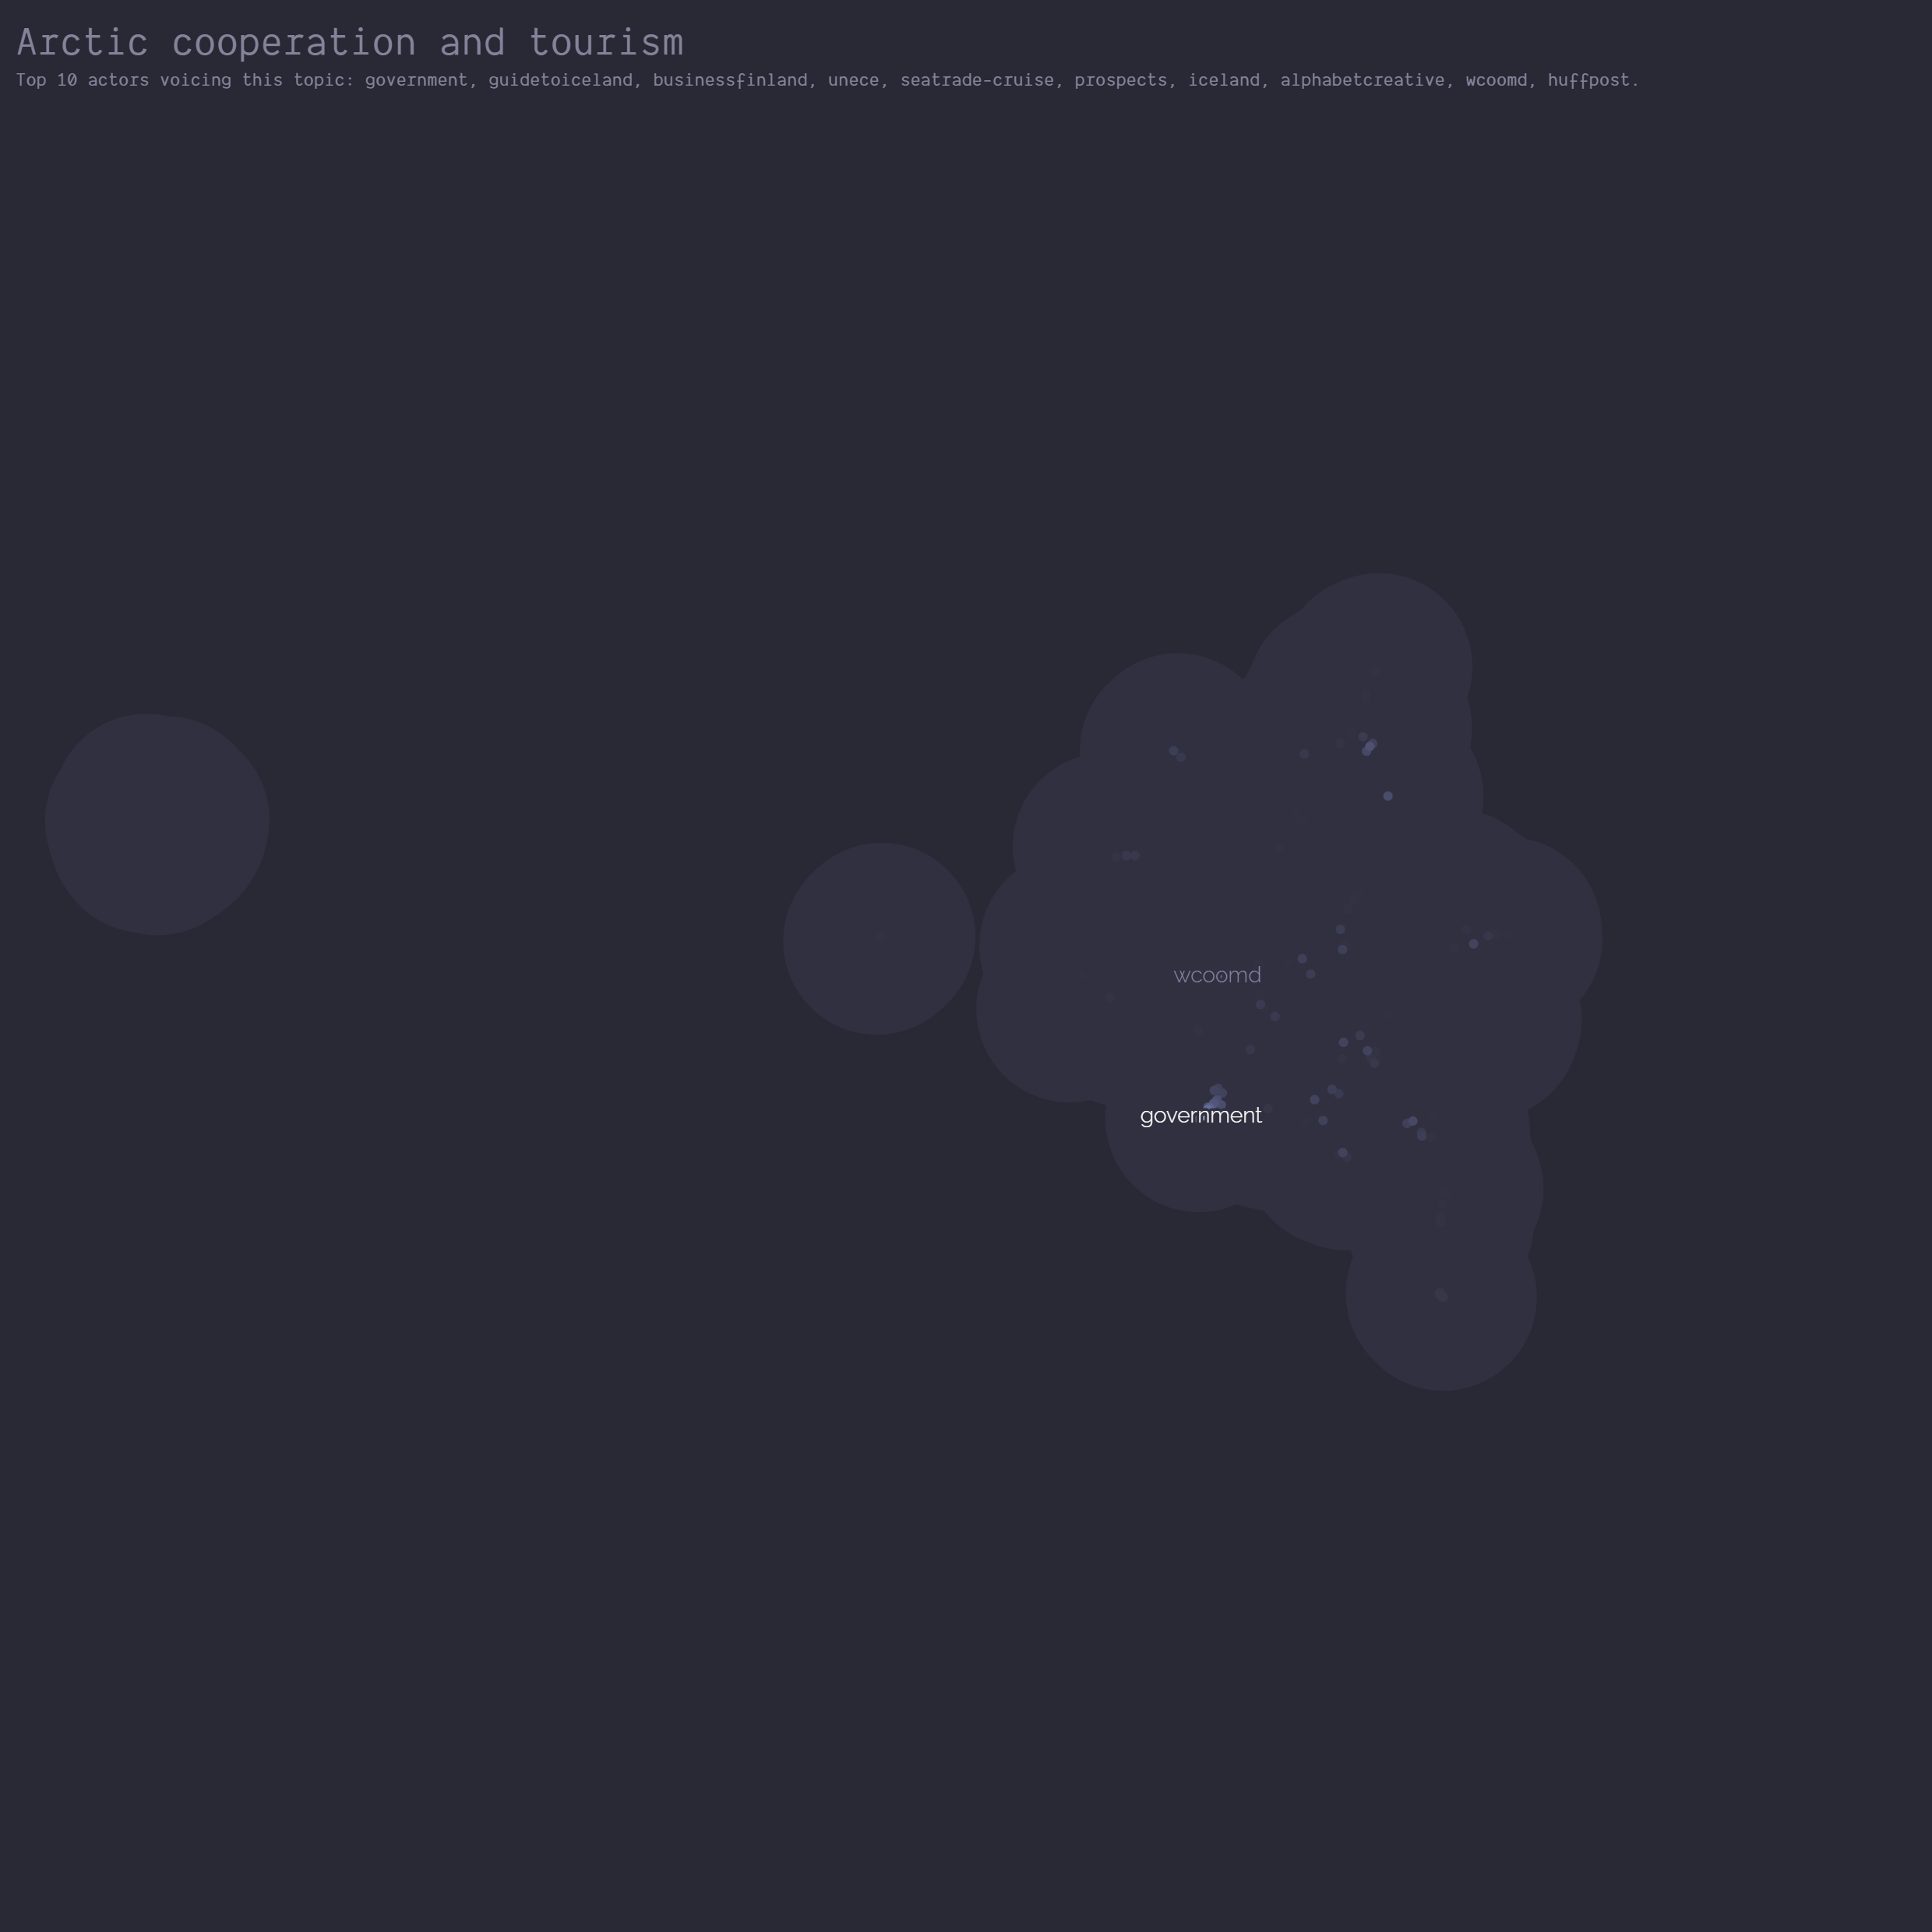 Arctic cooperation and tourism
Top 10 actors voicing this topic: government, guidetoiceland, businessfinland, unece, seatrade-cruise, prospects, iceland, alphabetcreative, wcoomd, huffpost.
wcoomd
government